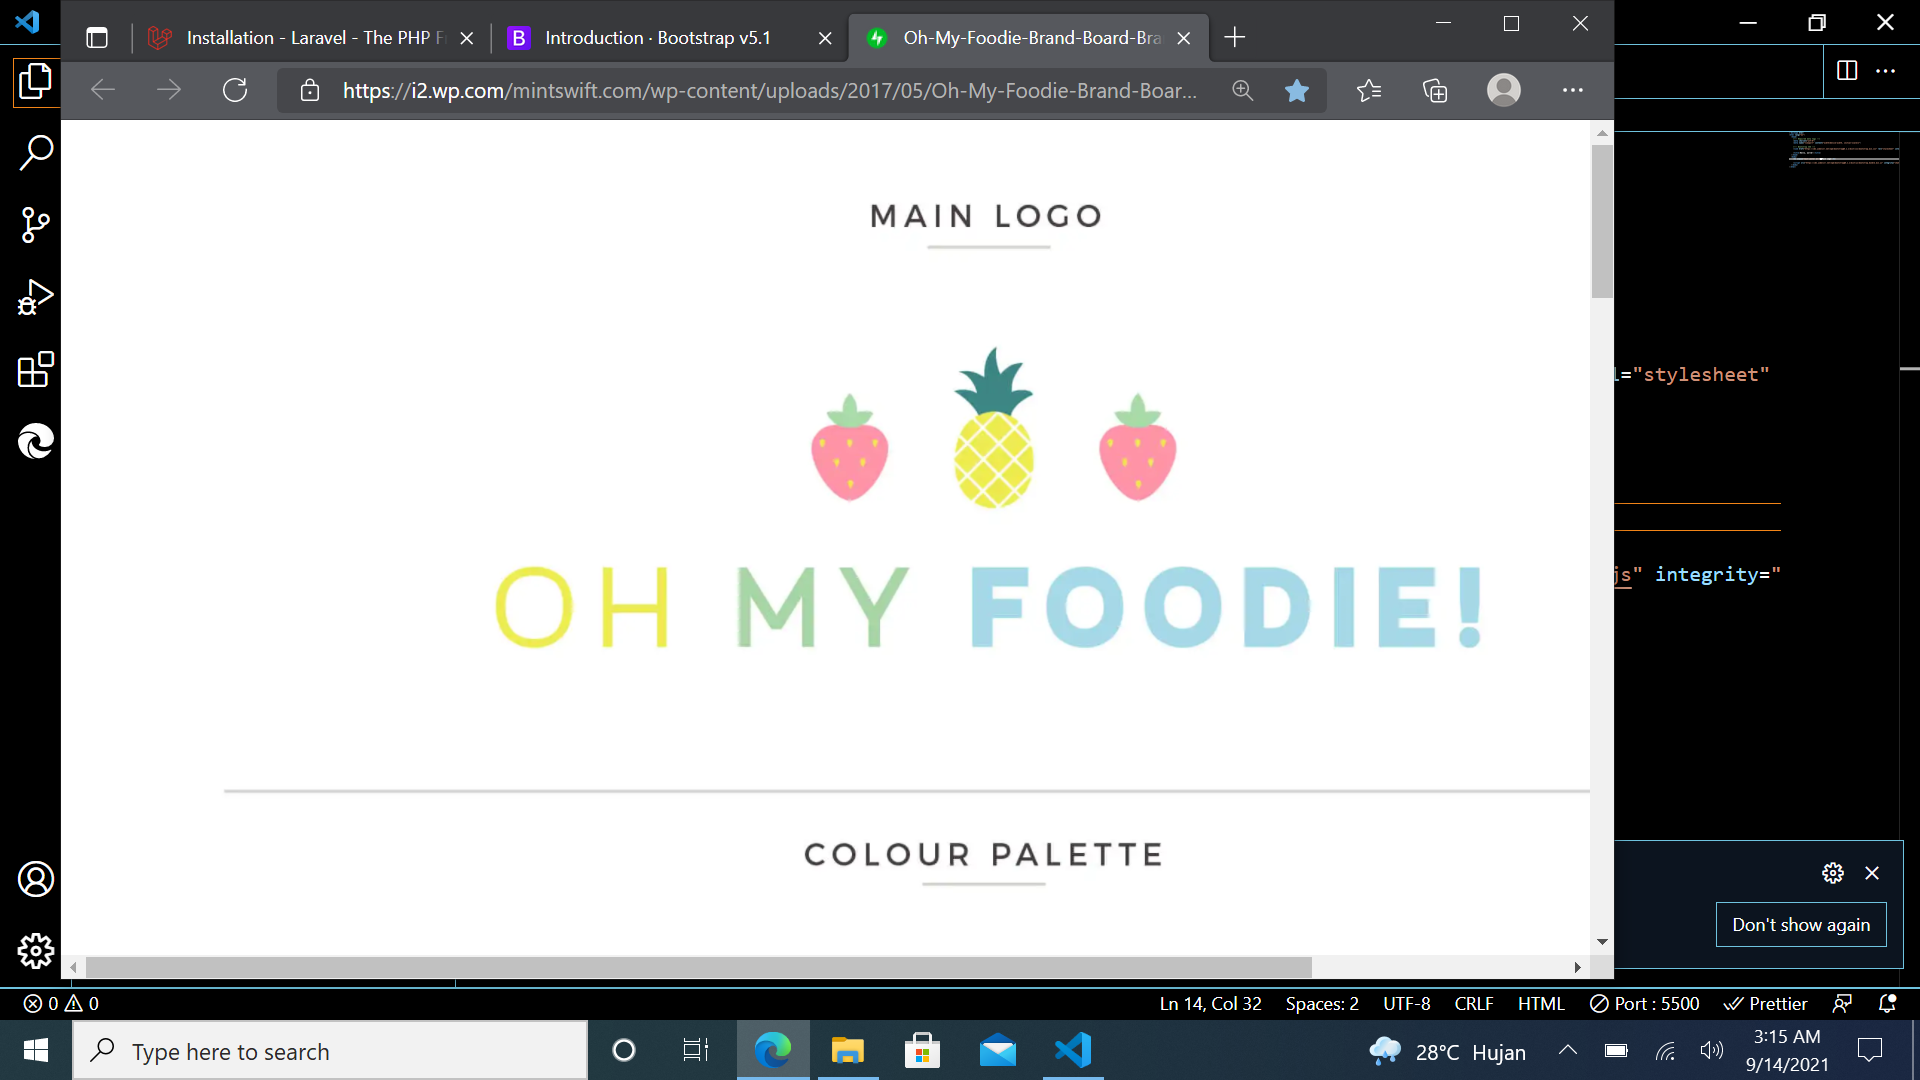 Installation - Laravel - The PHP F
Introduction · Bootstrap v5.1
Oh-My-Foodie-Brand-Board-Bra
https://i2.wp.com/mintswift.com/wp-content/uploads/2017/05/Oh-My-Foodie-Brand-Boar...
MAIN LOGO
OH MY FOODIE!
COLOUR PALETTE
="stylesheet"
js" integrity="
Don't show again
0 0
Ln 14, Col 32
Spaces: 2
UTF-8
CRLF
HTML
Port : 5500
Prettier
Type here to search
28°C Hujan
3:15 AM
9/14/2021